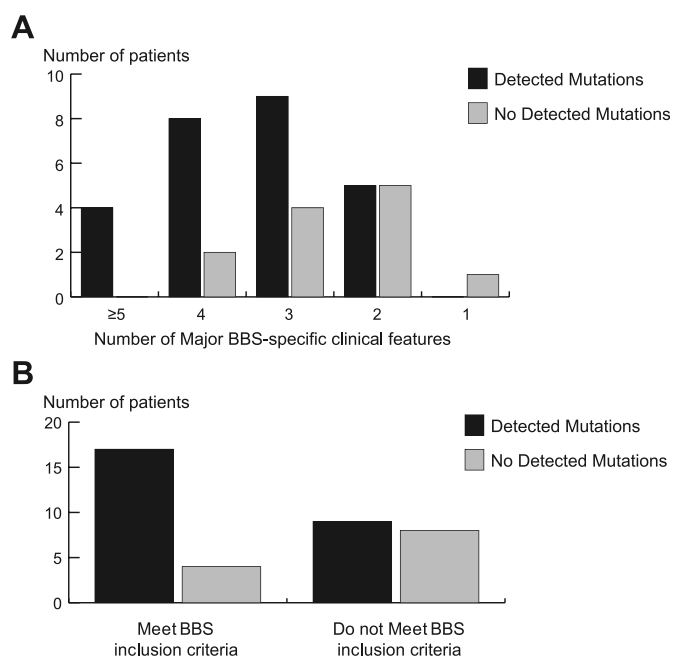 A
Number of patients
10
8
6
4
2
0
≥5 4 3 2 1
Number of Major BBS-specific clinical features
Detected Mutations
No Detected Mutations
B
Number of patients
20
15
10
5
0
Meet BBS
inclusion criteria
Do not Meet BBS
inclusion criteria
Detected Mutations
No Detected Mutations